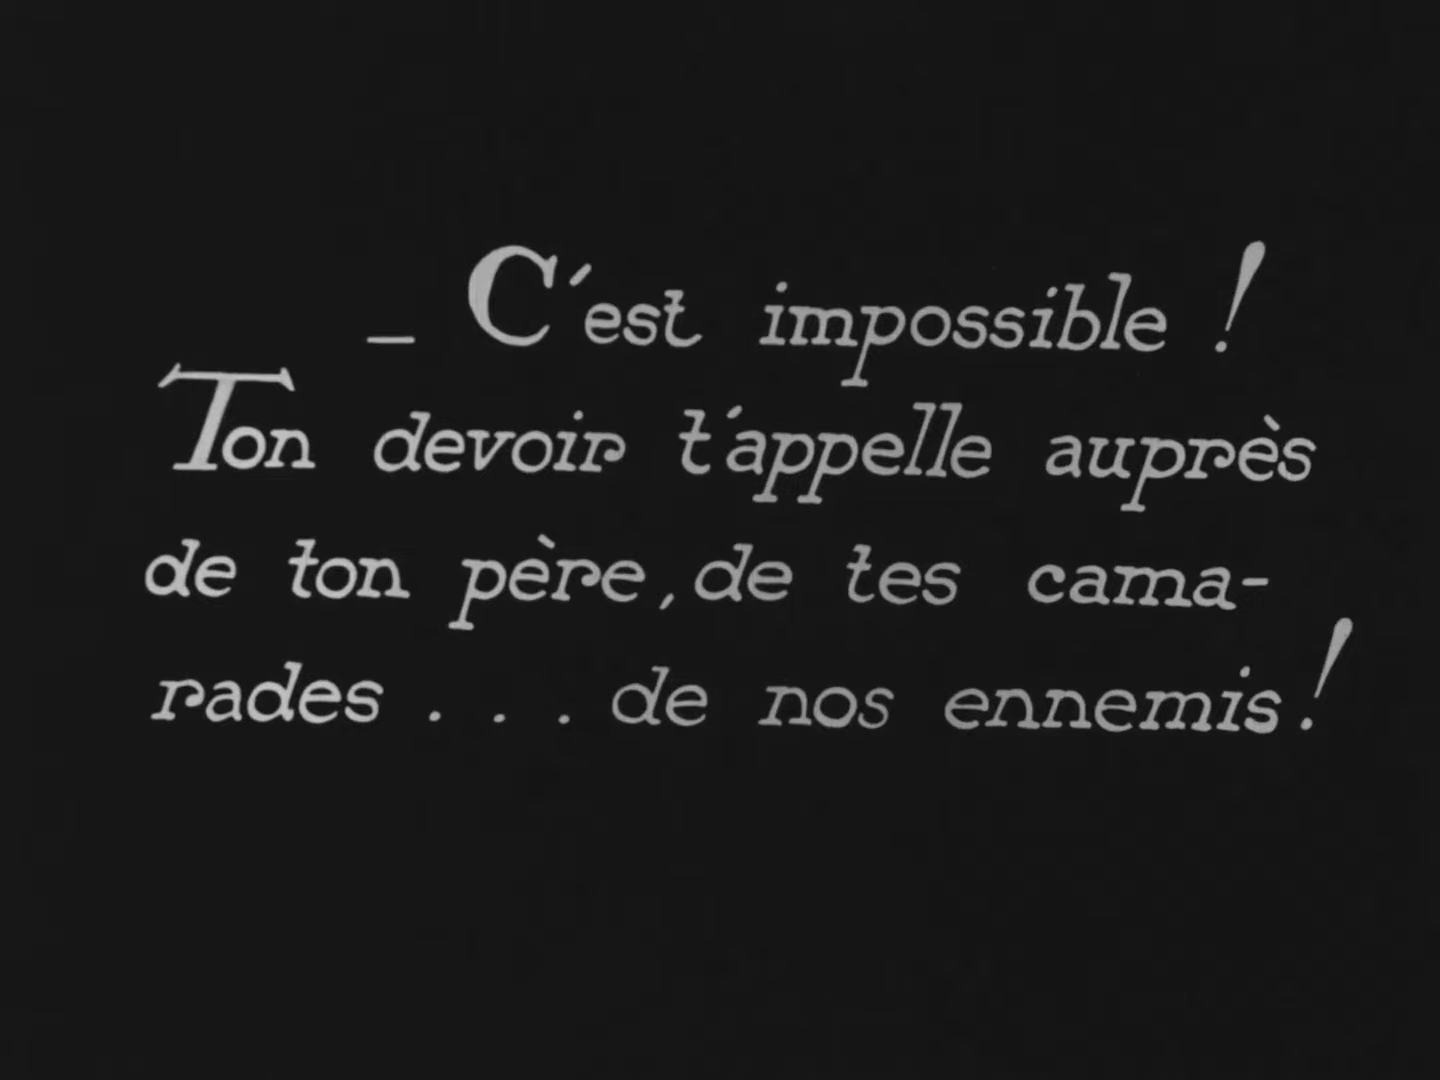 _ C'est impossible !
Ton devoir t'appelle auprès
de ton père, de tes cama-
rades . . . de nos ennemis !